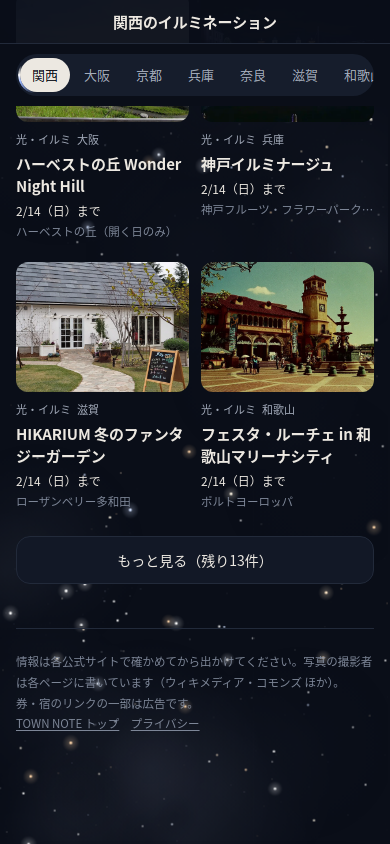 関西のイルミネーション
関西 大阪 京都 兵庫 奈良 滋賀 和歌
光・イルミ 大阪
ハーベストの丘 Wonder
Night Hill
2/14（日）まで
ハーベストの丘（開く日のみ）
光・イルミ 兵庫
神戸イルミナージュ
2/14（日）まで
神戸フルーツ・フラワーパーク…
光・イルミ 滋賀
HIKARIUM 冬のファンタ
ジーガーデン
2/14（日）まで
ローザンベリー多和田
光・イルミ 和歌山
フェスタ・ルーチェ in 和
歌山マリーナシティ
2/14（日）まで
ポルトヨーロッパ
もっと見る（残り13件）
情報は各公式サイトで確かめてから出かけてください。写真の撮影者
は各ページに書いています（ウィキメディア・コモンズ ほか）。
券・宿のリンクの一部は広告です。
TOWN NOTE トップ プライバシー